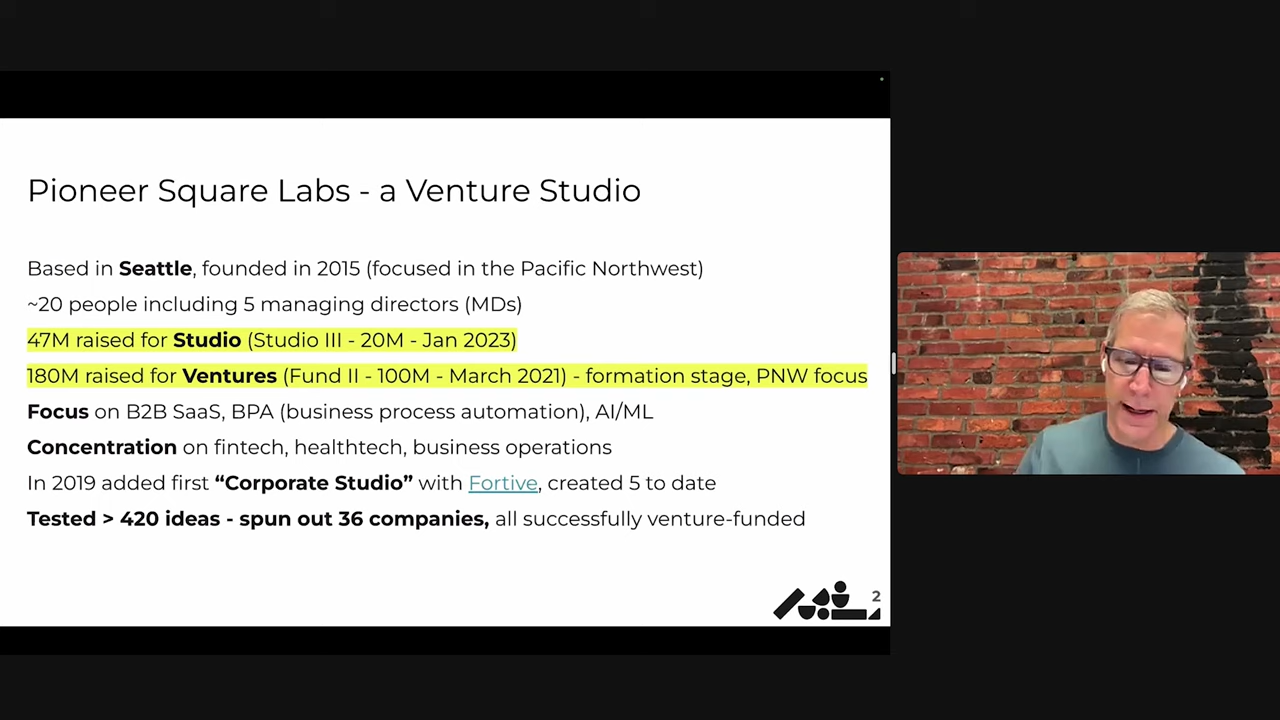 Pioneer Square Labs - a Venture Studio
Based in Seattle, founded in 2015 (focused in the Pacific Northwest)
~20 people including 5 managing directors (MDs)
47M raised for Studio (Studio III - 20M - Jan 2023)
180M raised for Ventures (Fund II - 100M - March 2021) - formation stage, PNW focus
Focus on B2B SaaS, BPA (business process automation), AI/ML
Concentration on fintech, healthtech, business operations
In 2019 added first “Corporate Studio” with Fortive, created 5 to date
Tested > 420 ideas - spun out 36 companies, all successfully venture-funded
2